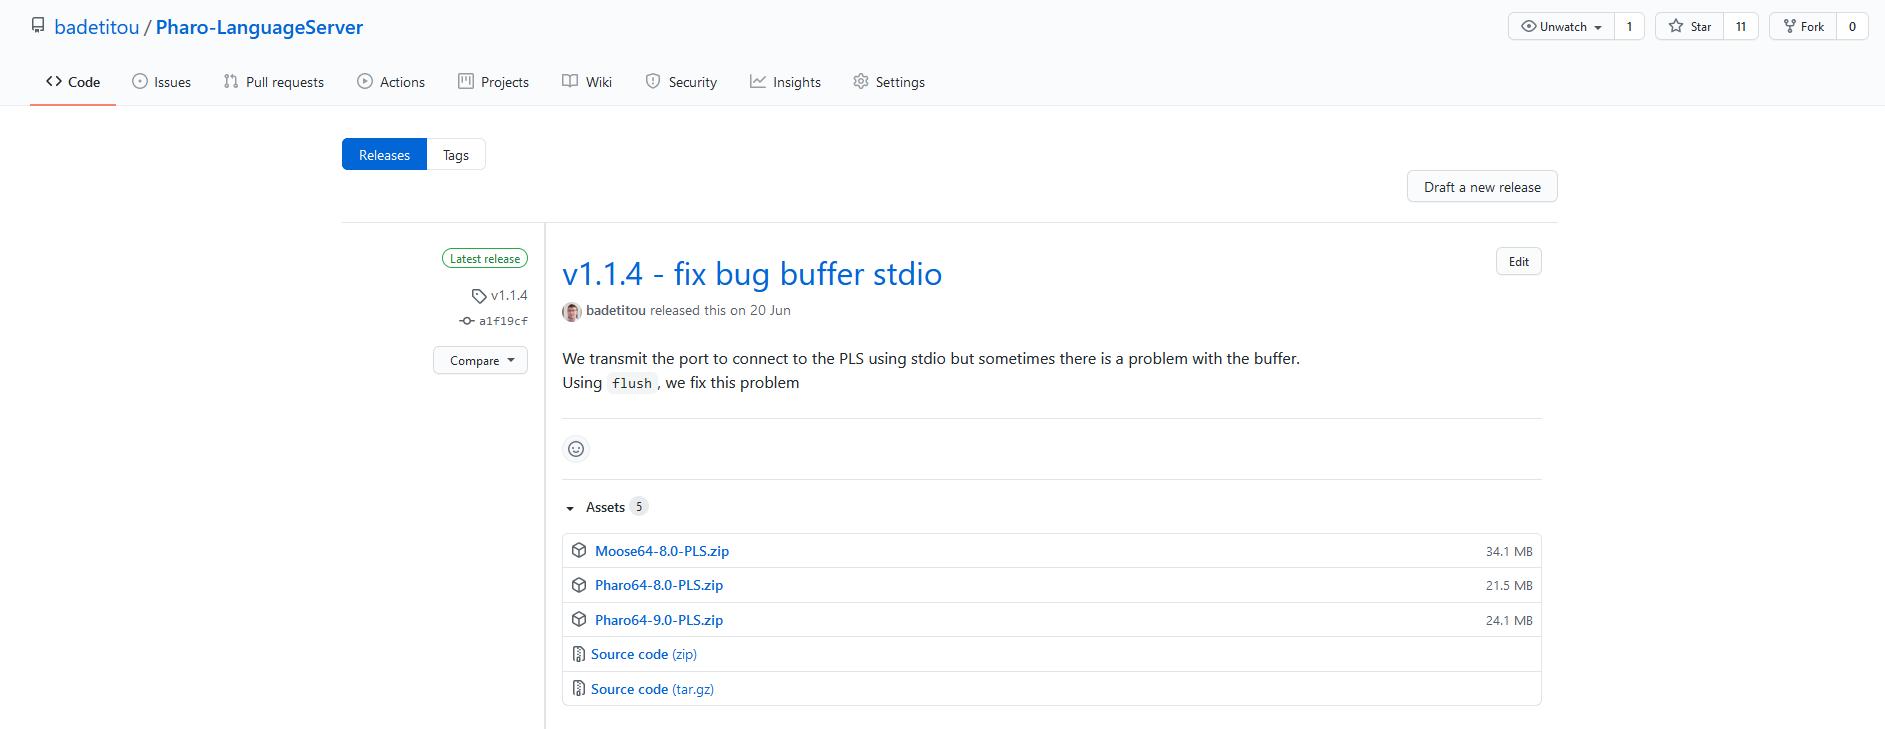 badetitou / Pharo-LanguageServer
Unwatch 1 Star 11 Fork 0
Code Issues Pull requests Actions Projects Wiki Security Insights Settings
Releases Tags
Draft a new release
Latest release
v1.1.4
a1f19cf
Compare
v1.1.4 - fix bug buffer stdio
Edit
badetitou released this on 20 Jun
We transmit the port to connect to the PLS using stdio but sometimes there is a problem with the buffer.
Using flush, we fix this problem
Assets 5
Moose64-8.0-PLS.zip 34.1 MB
Pharo64-8.0-PLS.zip 21.5 MB
Pharo64-9.0-PLS.zip 24.1 MB
Source code (zip)
Source code (tar.gz)